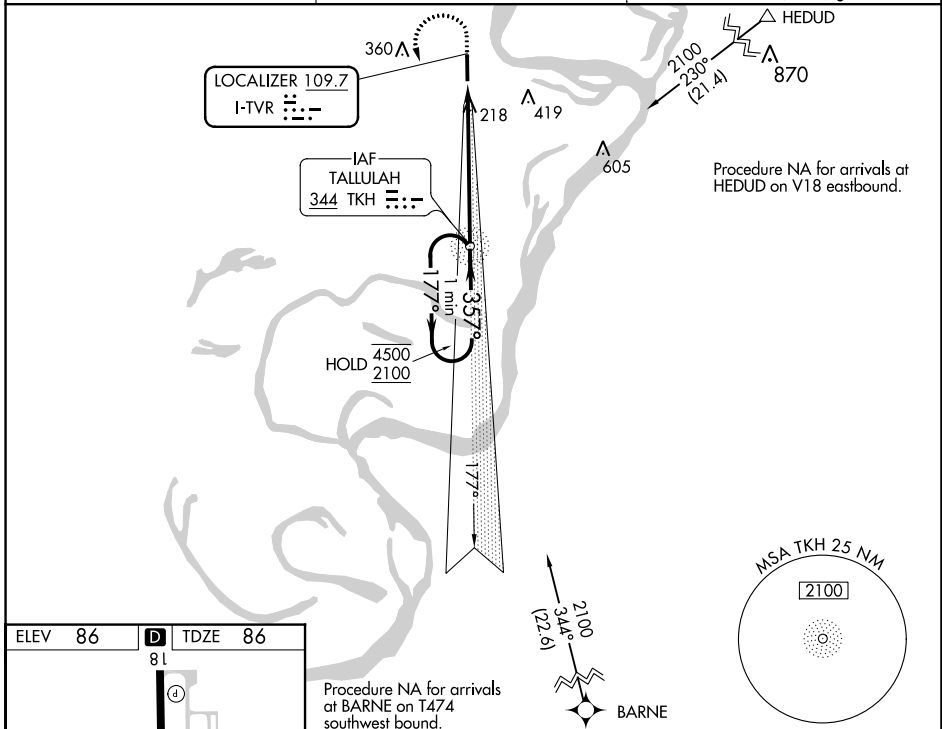 HEDUD
2100
230°
(21.4)
870
360
LOCALIZER 109.7
I-TVR
218
419
605
IAF
TALLULAH
344 TKH
Procedure NA for arrivals at
HEDUD on V18 eastbound.
177°
1 min
357°
HOLD 4500
2100
177°
MSA TKH 25 NM
2100
2100
344°
(22.6)
BARNE
Procedure NA for arrivals
at BARNE on T474
southwest bound.
ELEV 86 D TDZE 86
18
P